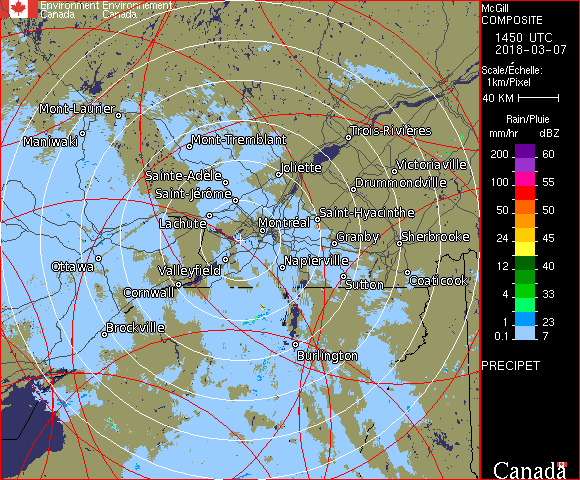 Environment Environnement
Canada Canada
McGill
COMPOSITE
1450 UTC
2018-03-07
Scale/Échelle:
1km/Pixel
40 KM
Rain/Pluie
mm/hr dBZ
200 60
100 55
50 50
24 45
12 40
4 33
1 23
0.1 7
PRECIPET
Canada
Mont-Laurier
Maniwaki
Mont-Tremblant
Trois-Rivières
Sainte-Adèle
Joliette
Victoriaville
Saint-Jérôme
Drummondville
Lachute
Montréal
Saint-Hyacinthe
Granby
Sherbrooke
Ottawa
Valleyfield
Napierville
Cornwall
Sutton
Coaticook
Brockville
Burlington